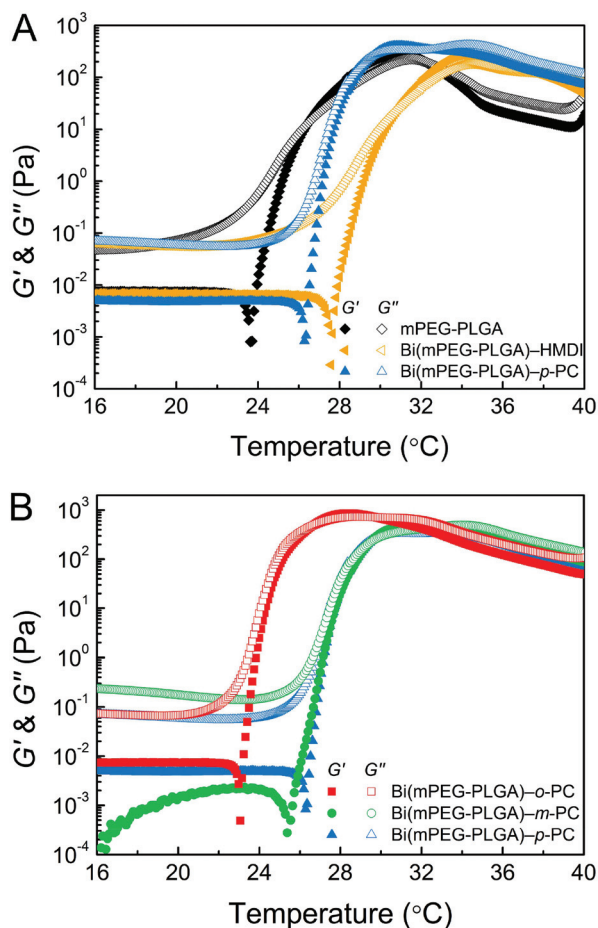 A
G' & G" (Pa)
10³
10²
10¹
10⁰
10⁻¹
10⁻²
10⁻³
10⁻⁴
G' G"
mPEG-PLGA
Bi(mPEG-PLGA)–HMDI
Bi(mPEG-PLGA)–p-PC
16 20 24 28 32 36 40
Temperature (°C)
B
G' & G" (Pa)
10³
10²
10¹
10⁰
10⁻¹
10⁻²
10⁻³
10⁻⁴
G' G"
Bi(mPEG-PLGA)–o-PC
Bi(mPEG-PLGA)–m-PC
Bi(mPEG-PLGA)–p-PC
16 20 24 28 32 36 40
Temperature (°C)